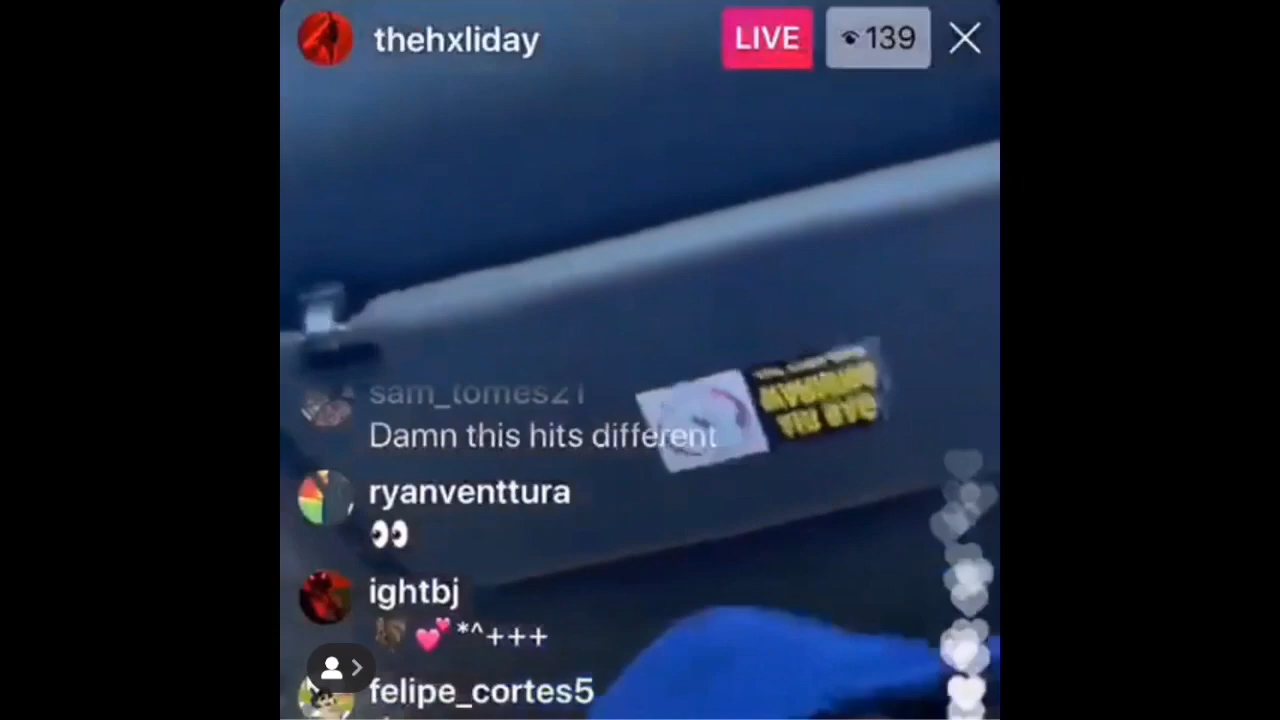 thehxliday
LIVE
139
sam_tomes21
Damn this hits different
ryanventtura
👀
ightbj
💕*^+++
felipe_cortes5